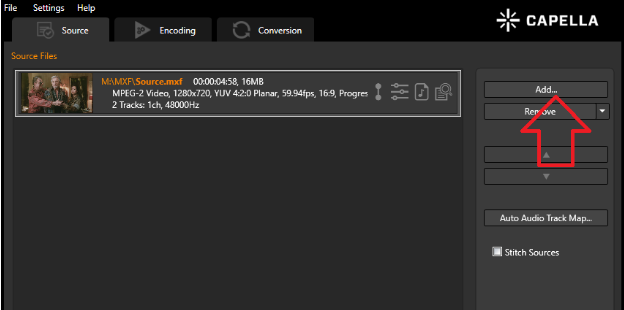 File Settings Help
Source Encoding Conversion
CAPELLA
Source Files
M:\MXF\Source.mxf 00:00:04:58, 16MB
MPEG-2 Video, 1280x720, YUV 4:2:0 Planar, 59.94fps, 16:9, Progres
2 Tracks: 1ch, 48000Hz
Add...
Remove
Auto Audio Track Map...
Stitch Sources